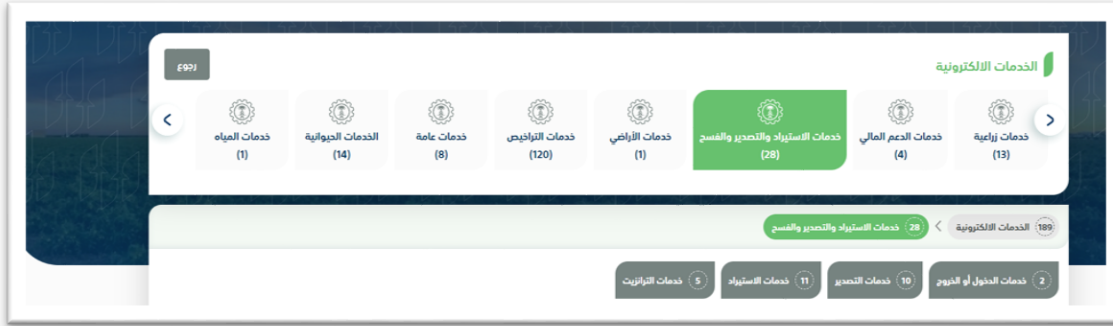 الخدمات الالكترونية
رجوع
خدمات زراعية
(13)
خدمات الدعم المالي
(4)
خدمات الاستيراد والتصدير والفسح
(28)
خدمات الأراضي
(1)
خدمات التراخيص
(120)
خدمات عامة
(8)
الخدمات الحيوانية
(14)
خدمات المياه
(1)
189 الخدمات الالكترونية
28 خدمات الاستيراد والتصدير والفسح
2 خدمات الدخول أو الخروج
10 خدمات التصدير
11 خدمات الاستيراد
5 خدمات الترانزيت